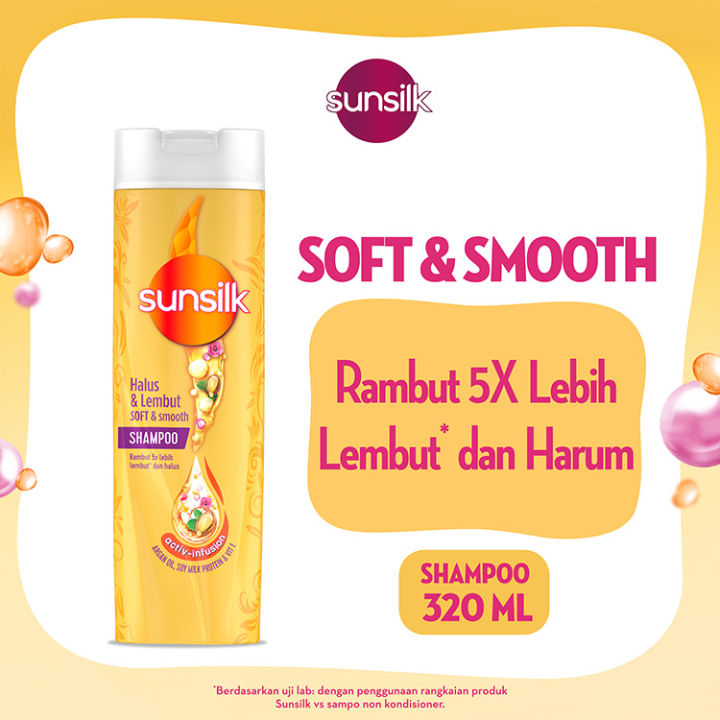 sunsilk
SOFT & SMOOTH
Rambut 5X Lebih
Lembut* dan Harum
SHAMPOO
320 ML
sunsilk
Halus
& Lembut
SOFT & smooth
SHAMPOO
Rambut 5x lebih
lembut* dan halus
activ-infusion
ARGAN OIL, SOY MILK PROTEIN & VIT E
*Berdasarkan uji lab: dengan penggunaan rangkaian produk
Sunsilk vs sampo non kondisioner.